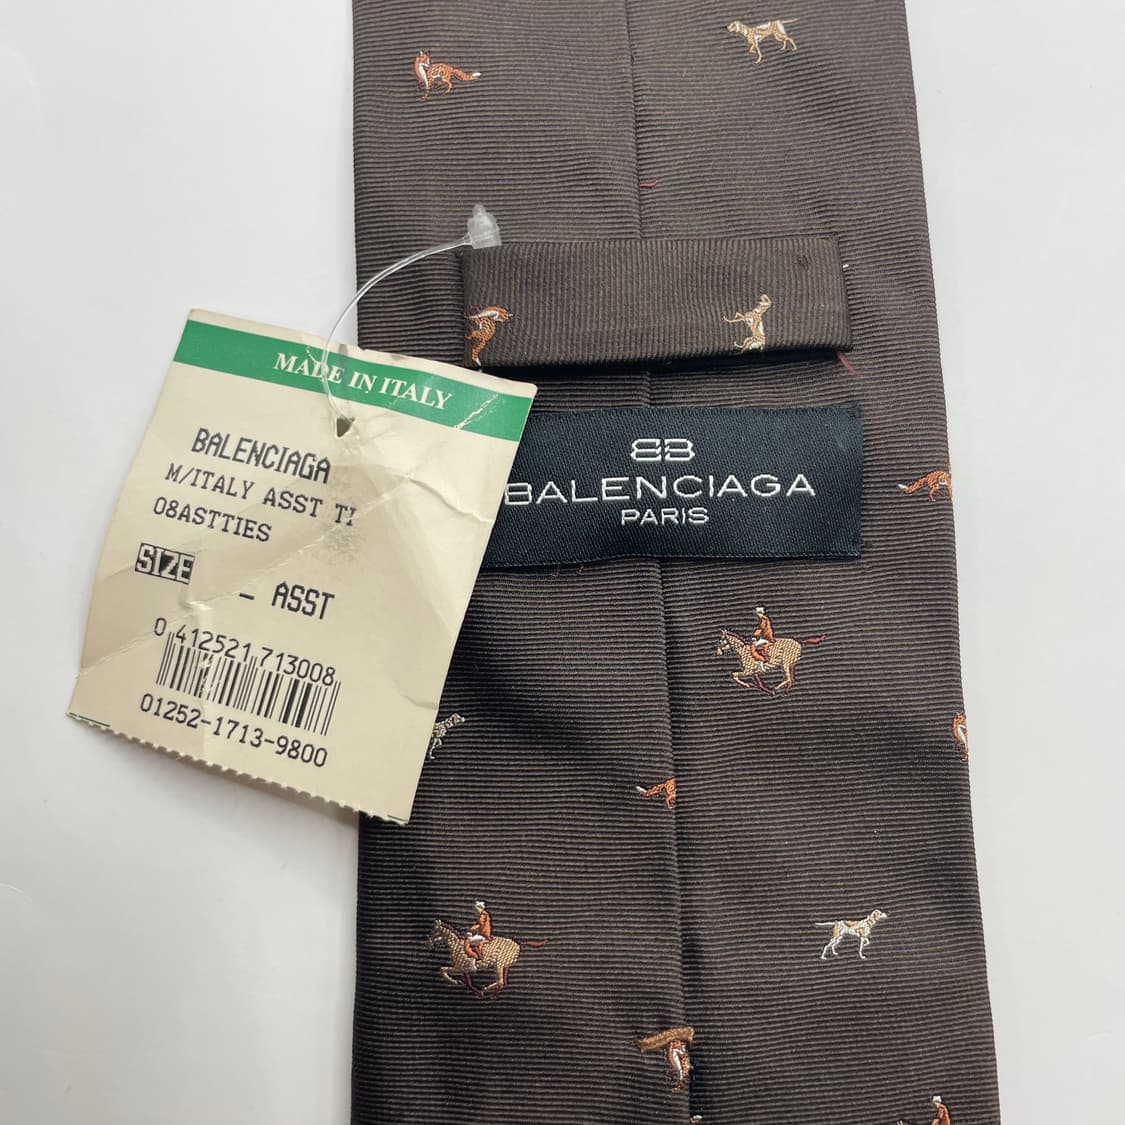 MADE IN ITALY
BALENCIAGA
M/ITALY ASST TI
08ASTTIES
SIZE
_ ASST
0 412521 713008
01252-1713-9800
BB
BALENCIAGA
PARIS